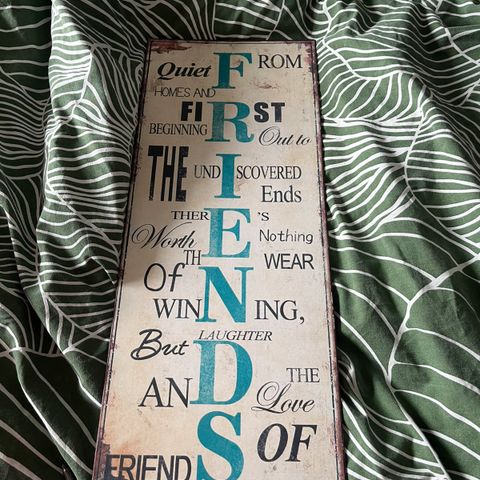 Quiet FROM
HOMES AND
FIRST
BEGINNING Out to
THE UNDISCOVERED
Ends
THERE'S
Worth Nothing
THE WEAR
Of
WINNING,
But LAUGHTER
AND THE
Love
OF
FRIENDS